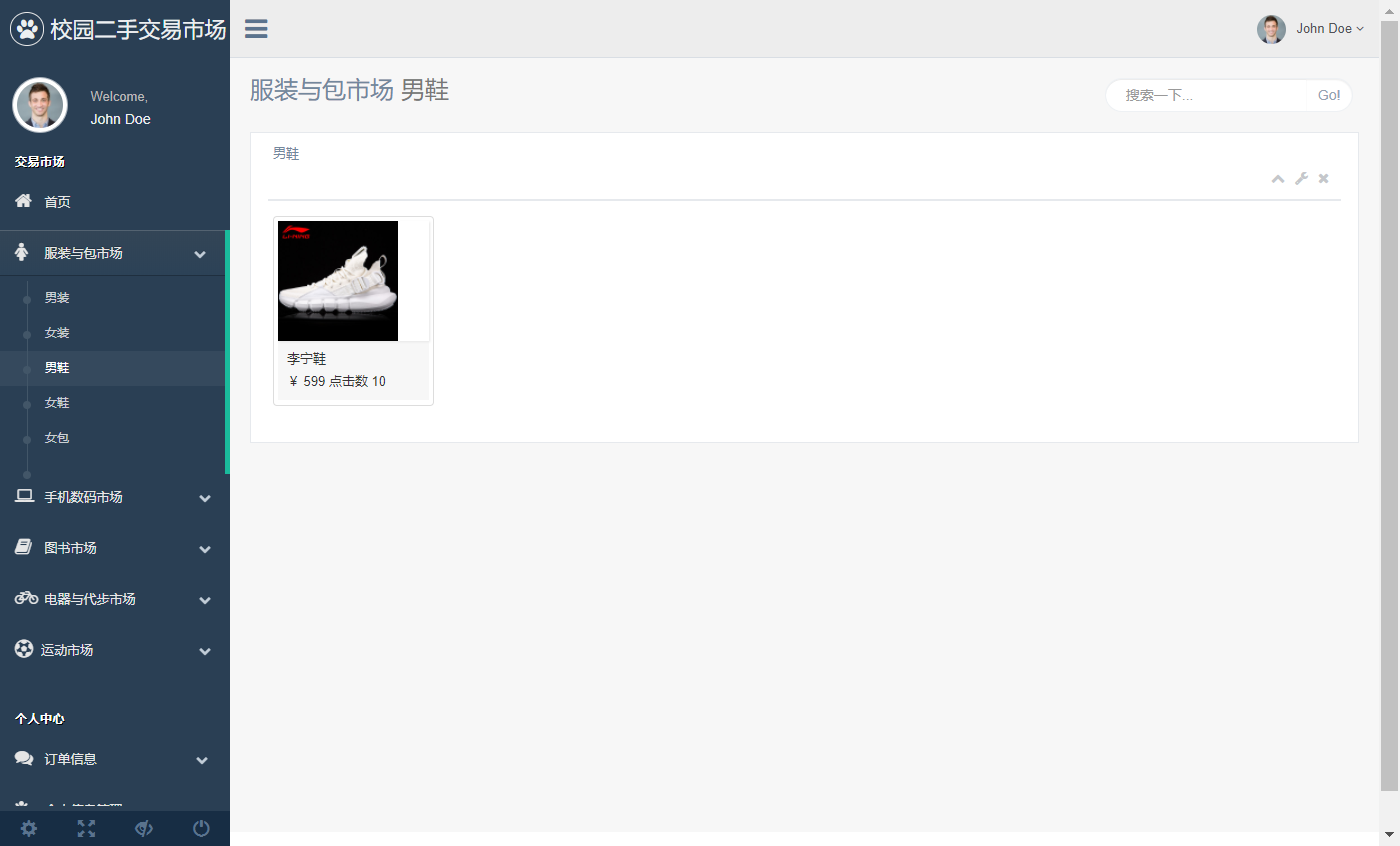 校园二手交易市场
Welcome,
John Doe
交易市场
首页
服装与包市场
男装
女装
男鞋
女鞋
女包
手机数码市场
图书市场
电器与代步市场
运动市场
个人中心
订单信息
John Doe
服装与包市场 男鞋
搜索一下...
Go!
男鞋
LI-NING
李宁鞋
￥ 599 点击数 10